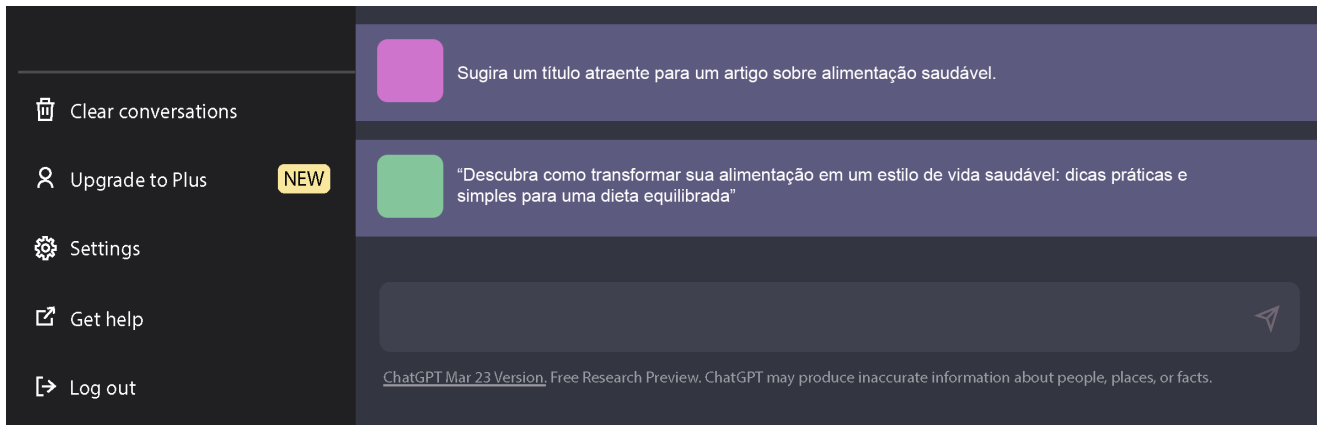 Clear conversations
Upgrade to Plus NEW
Settings
Get help
Log out
Sugira um título atraente para um artigo sobre alimentação saudável.
“Descubra como transformar sua alimentação em um estilo de vida saudável: dicas práticas e
simples para uma dieta equilibrada”
ChatGPT Mar 23 Version. Free Research Preview. ChatGPT may produce inaccurate information about people, places, or facts.